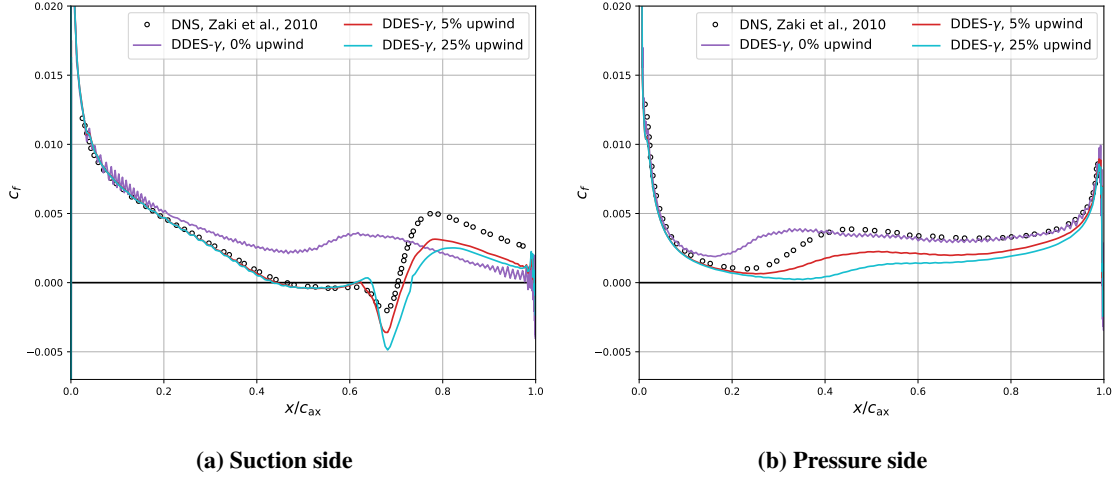 DNS, Zaki et al., 2010
DDES-γ, 0% upwind
DDES-γ, 5% upwind
DDES-γ, 25% upwind
0.020
0.015
0.010
0.005
0.000
−0.005
c_f
0.0 0.2 0.4 0.6 0.8 1.0
x/c_ax
(a) Suction side
DNS, Zaki et al., 2010
DDES-γ, 0% upwind
DDES-γ, 5% upwind
DDES-γ, 25% upwind
0.020
0.015
0.010
0.005
0.000
−0.005
c_f
0.0 0.2 0.4 0.6 0.8 1.0
x/c_ax
(b) Pressure side